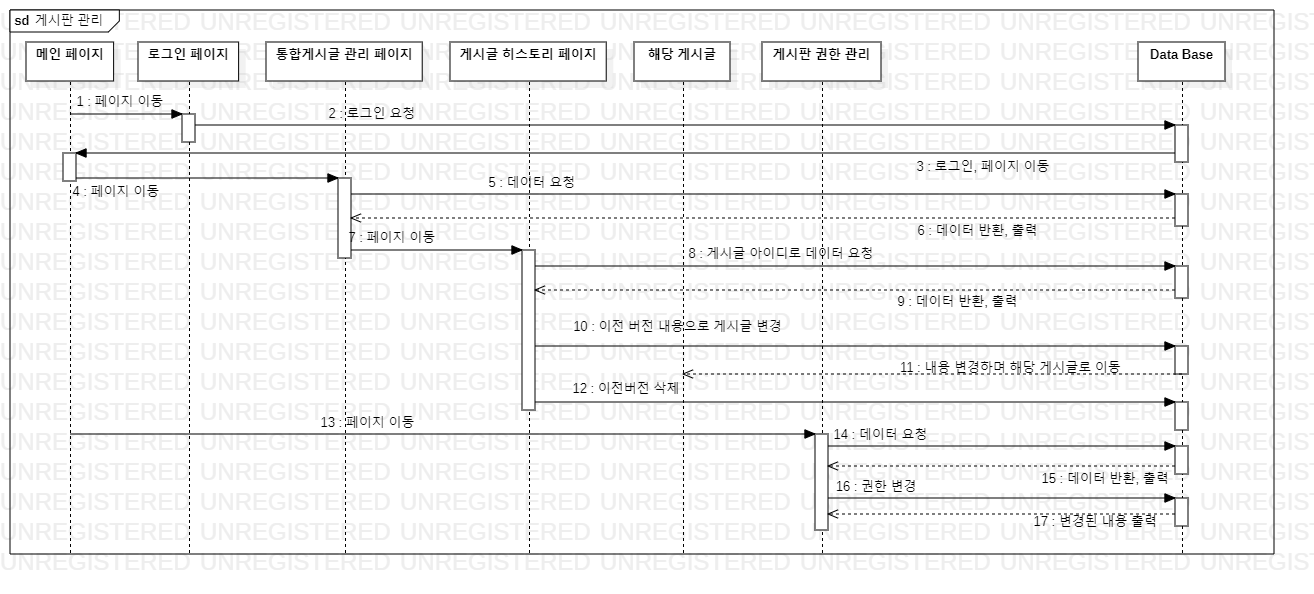 sd 게시판 관리
메인 페이지
로그인 페이지
통합게시글 관리 페이지
게시글 히스토리 페이지
해당 게시글
게시판 권한 관리
Data Base
1 : 페이지 이동
2 : 로그인 요청
3 : 로그인, 페이지 이동
4 : 페이지 이동
5 : 데이터 요청
6 : 데이터 반환, 출력
7 : 페이지 이동
8 : 게시글 아이디로 데이터 요청
9 : 데이터 반환, 출력
10 : 이전 버전 내용으로 게시글 변경
11 : 내용 변경하며 해당 게시글로 이동
12 : 이전버전 삭제
13 : 페이지 이동
14 : 데이터 요청
15 : 데이터 반환, 출력
16 : 권한 변경
17 : 변경된 내용 출력
UNREGISTERED